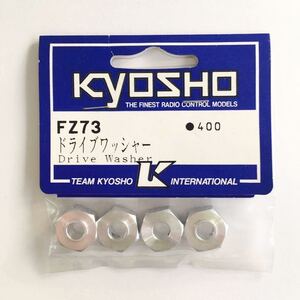 KYOSHO
THE FINEST RADIO CONTROL MODELS
FZ73
●400
ドライブワッシャー
Drive Washer
TEAM KYOSHO K INTERNATIONAL